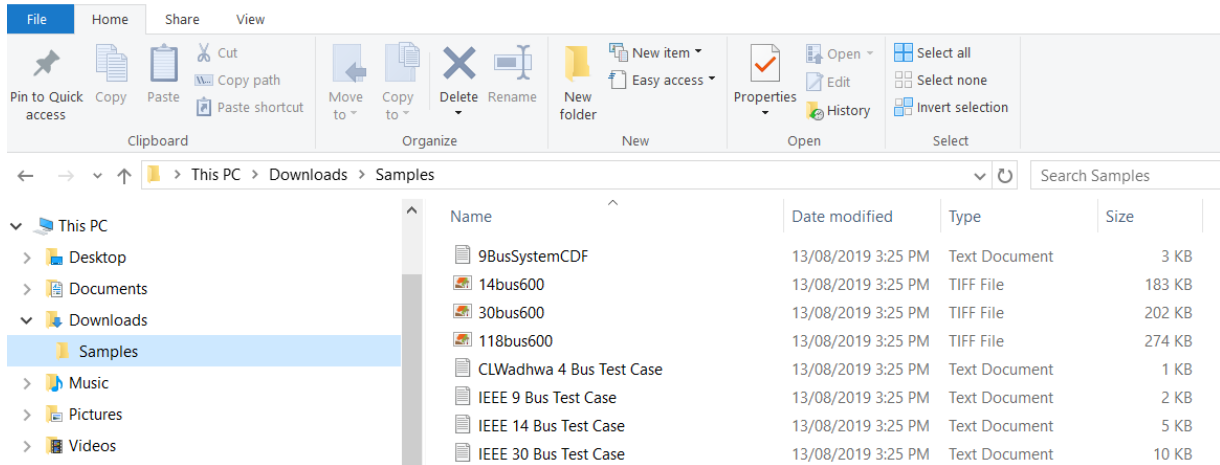 File Home Share View
Pin to Quick access
Copy
Paste
Cut
Copy path
Paste shortcut
Clipboard
Move to
Copy to
Delete
Rename
Organize
New folder
New item
Easy access
New
Properties
Open
Edit
History
Open
Select all
Select none
Invert selection
Select
This PC > Downloads > Samples
Search Samples
This PC
Desktop
Documents
Downloads
Samples
Music
Pictures
Videos
Name Date modified Type Size
9BusSystemCDF 13/08/2019 3:25 PM Text Document 3 KB
14bus600 13/08/2019 3:25 PM TIFF File 183 KB
30bus600 13/08/2019 3:25 PM TIFF File 202 KB
118bus600 13/08/2019 3:25 PM TIFF File 274 KB
CLWadhwa 4 Bus Test Case 13/08/2019 3:25 PM Text Document 1 KB
IEEE 9 Bus Test Case 13/08/2019 3:25 PM Text Document 2 KB
IEEE 14 Bus Test Case 13/08/2019 3:25 PM Text Document 5 KB
IEEE 30 Bus Test Case 13/08/2019 3:25 PM Text Document 10 KB